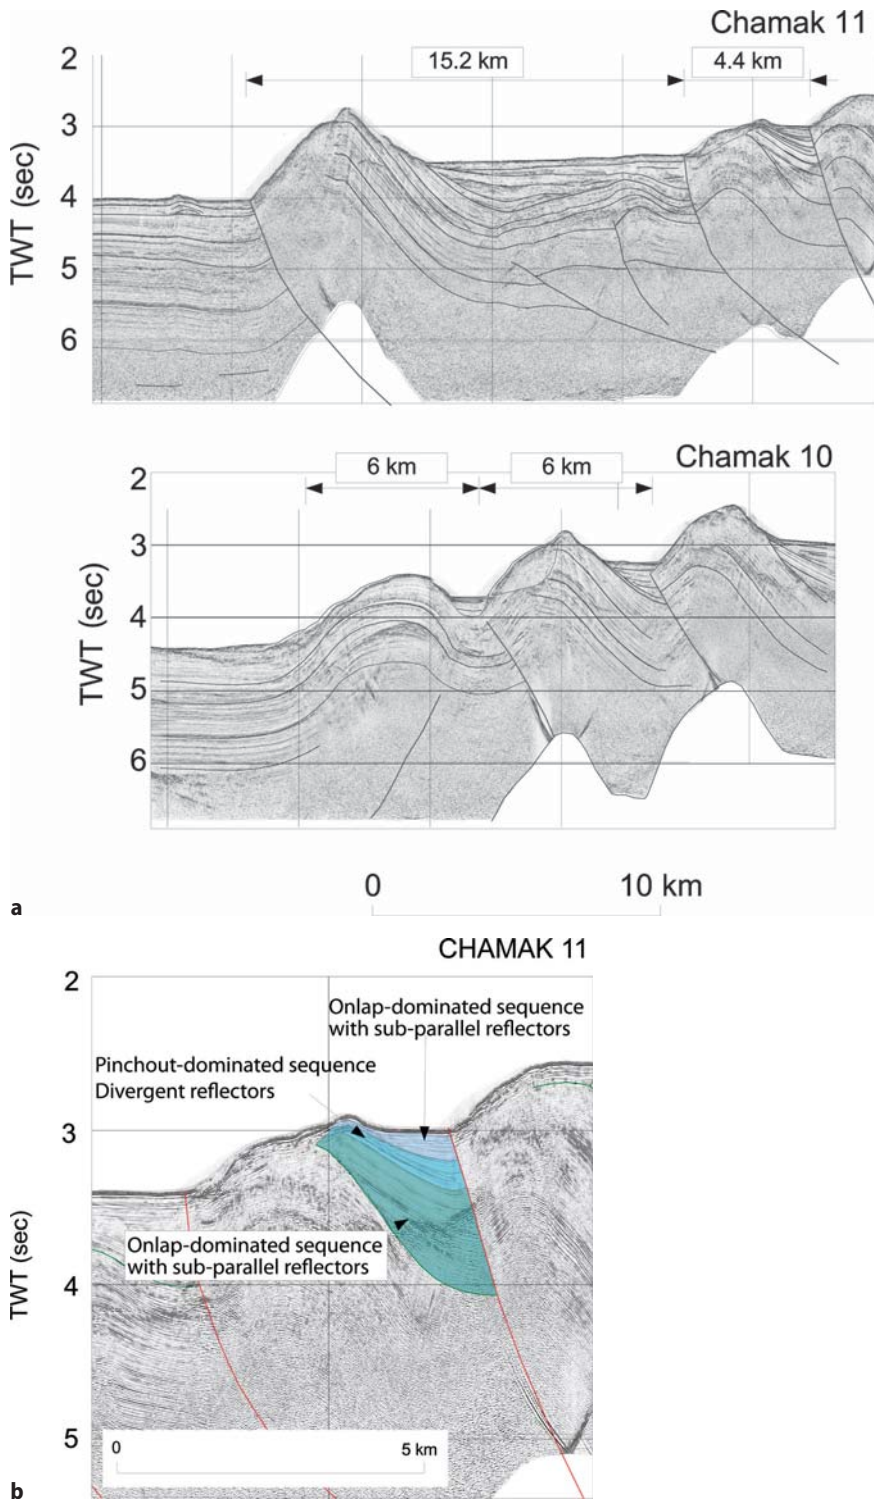 Chamak 11
15.2 km
4.4 km
2
3
4
5
6
TWT (sec)
Chamak 10
6 km
6 km
2
3
4
5
6
TWT (sec)
0
10 km
a
CHAMAK 11
2
Onlap-dominated sequence
with sub-parallel reflectors
Pinchout-dominated sequence
Divergent reflectors
3
TWT (sec)
Onlap-dominated sequence
with sub-parallel reflectors
4
5
0
5 km
b